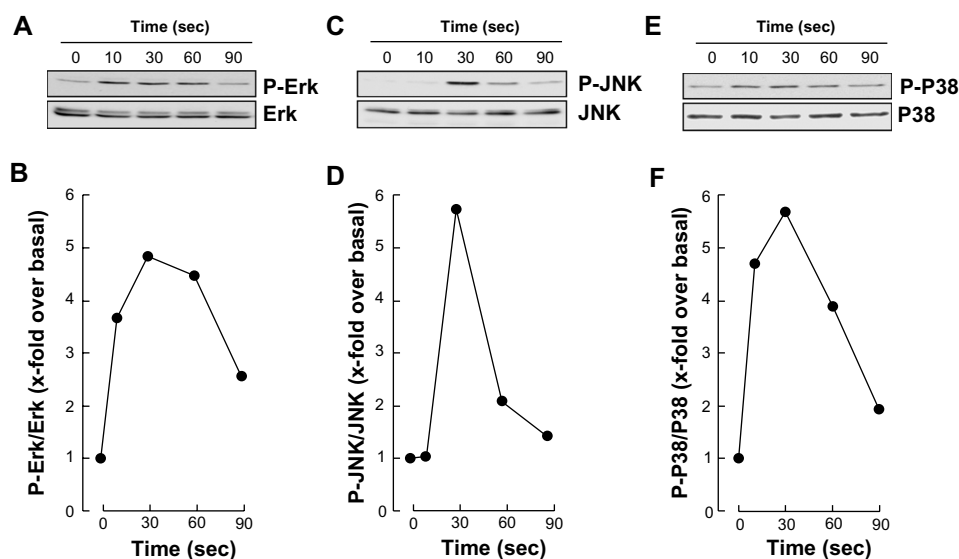 A
Time (sec)
0 10 30 60 90
P-Erk
Erk
C
Time (sec)
0 10 30 60 90
P-JNK
JNK
E
Time (sec)
0 10 30 60 90
P-P38
P38
B
P-Erk/Erk (x-fold over basal)
6
5
4
3
2
1
0
0 30 60 90
Time (sec)
D
P-JNK/JNK (x-fold over basal)
6
5
4
3
2
1
0
0 30 60 90
Time (sec)
F
P-P38/P38 (x-fold over basal)
6
5
4
3
2
1
0
0 30 60 90
Time (sec)